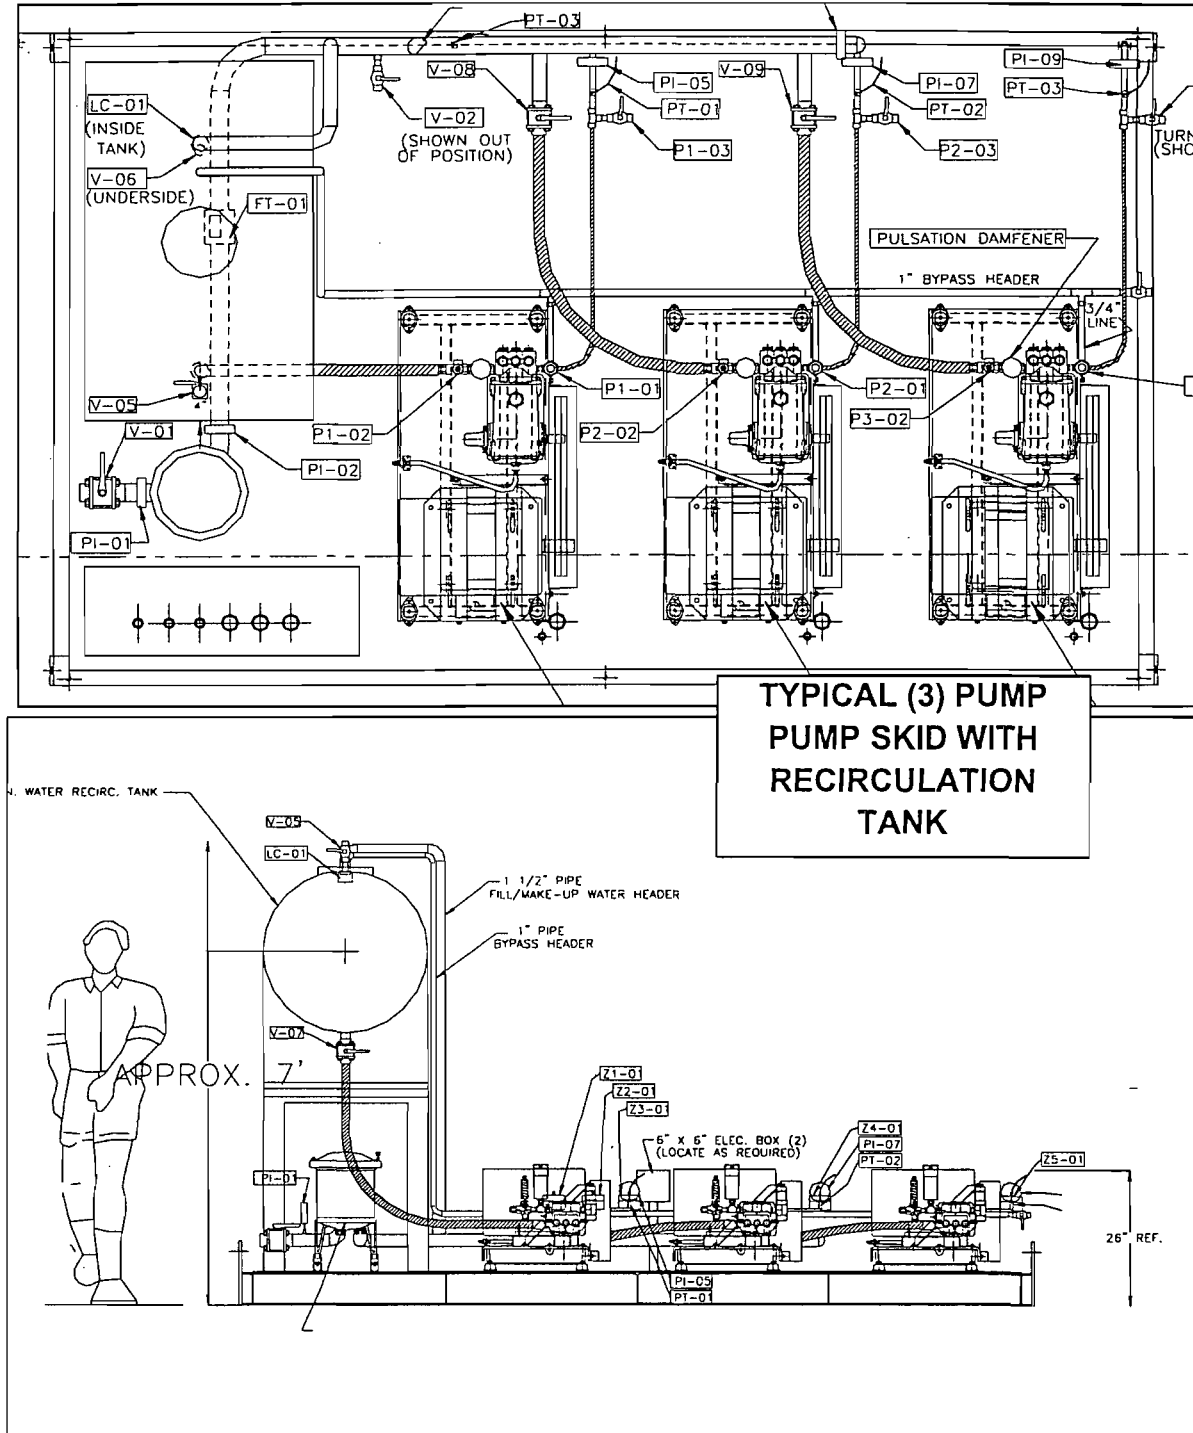 PT-03
V-08
V-09
PI-05
PI-07
PI-09
PT-01
PT-02
PT-03
LC-01
(INSIDE
TANK)
V-02
(SHOWN OUT
OF POSITION)
P1-03
P2-03
TURN
(SHO
V-06
(UNDERSIDE)
FT-01
PULSATION DAMFENER
1" BYPASS HEADER
3/4"
LINE
V-05
P1-01
P2-01
V-01
P1-02
P2-02
P3-02
PI-02
PI-01
TYPICAL (3) PUMP
PUMP SKID WITH
RECIRCULATION
TANK
. WATER RECIRC. TANK
V-05
LC-01
1 1/2" PIPE
FILL/MAKE-UP WATER HEADER
1" PIPE
BYPASS HEADER
V-07
APPROX. 7'
Z1-01
Z2-01
Z3-01
6" X 6" ELEC. BOX (2)
(LOCATE AS REQUIRED)
Z4-01
PI-07
PT-02
Z5-01
PI-01
26" REF.
PI-05
PT-01